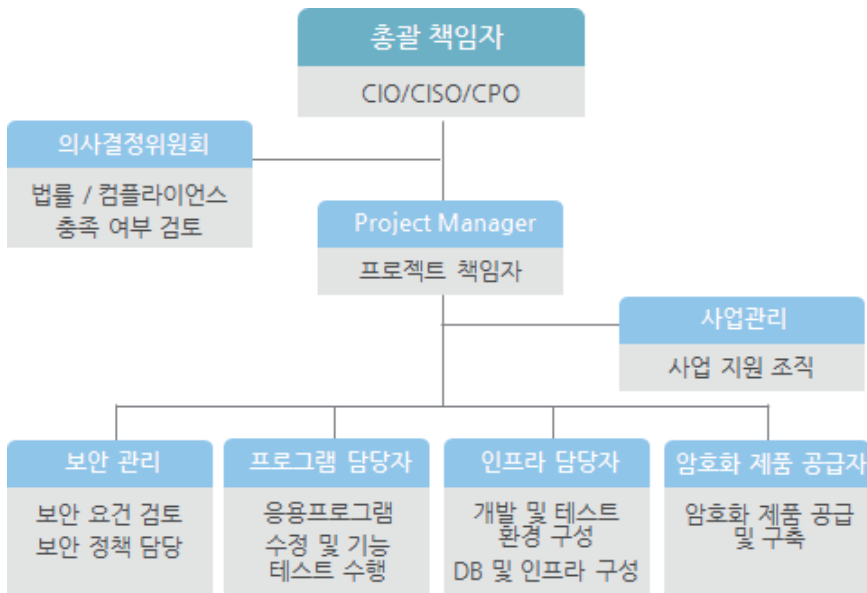 총괄 책임자
CIO/CISO/CPO
의사결정위원회
법률 / 컴플라이언스
충족 여부 검토
Project Manager
프로젝트 책임자
사업관리
사업 지원 조직
보안 관리
보안 요건 검토
보안 정책 담당
프로그램 담당자
응용프로그램
수정 및 기능
테스트 수행
인프라 담당자
개발 및 테스트
환경 구성
DB 및 인프라 구성
암호화 제품 공급자
암호화 제품 공급
및 구축